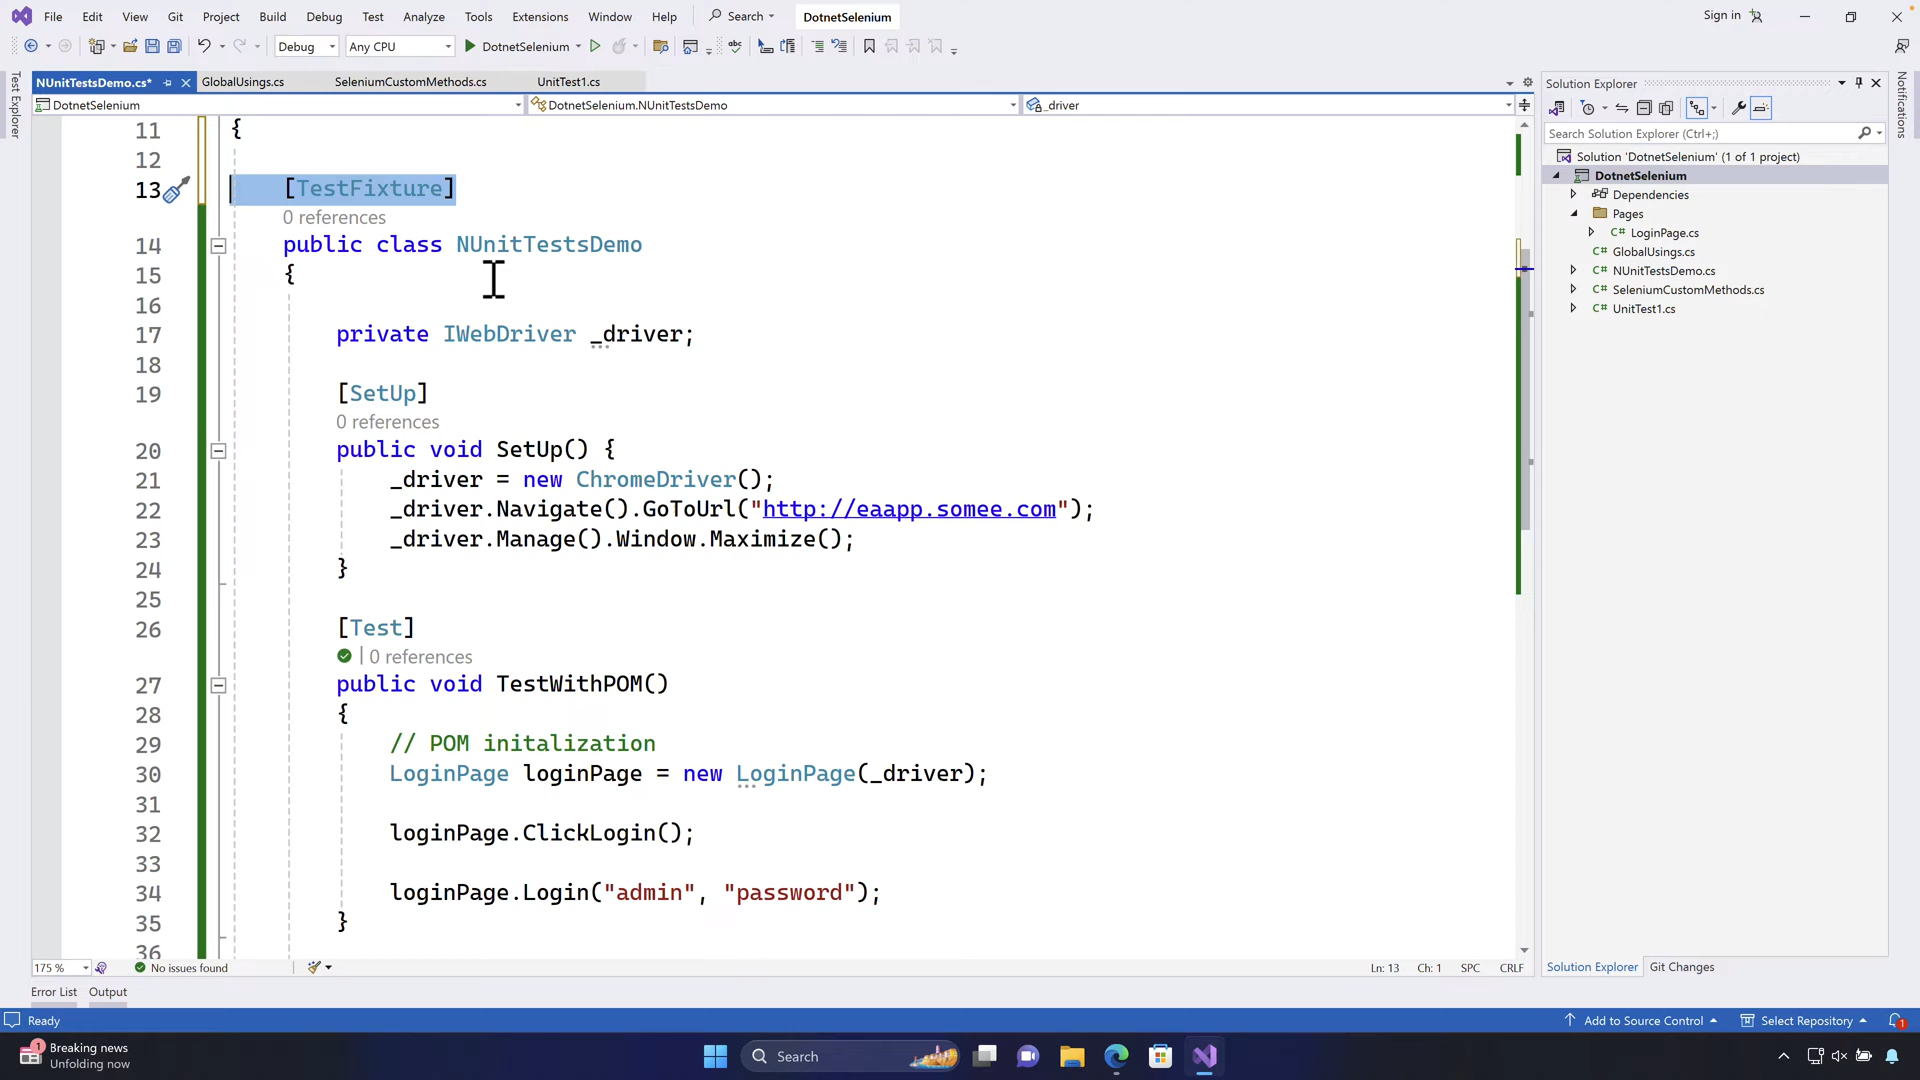 File Edit View Git Project Build Debug Test Analyze Tools Extensions Window Help Search DotnetSelenium Sign in
Debug Any CPU DotnetSelenium
Test Explorer
NUnitTestsDemo.cs* GlobalUsings.cs SeleniumCustomMethods.cs UnitTest1.cs
DotnetSelenium DotnetSelenium.NUnitTestsDemo _driver
11 {
12
13 [TestFixture]
0 references
14 public class NUnitTestsDemo
15 {
16
17 private IWebDriver _driver;
18
19 [SetUp]
0 references
20 public void SetUp() {
21 _driver = new ChromeDriver();
22 _driver.Navigate().GoToUrl("http://eaapp.somee.com");
23 _driver.Manage().Window.Maximize();
24 }
25
26 [Test]
| 0 references
27 public void TestWithPOM()
28 {
29 // POM initalization
30 LoginPage loginPage = new LoginPage(_driver);
31
32 loginPage.ClickLogin();
33
34 loginPage.Login("admin", "password");
35 }
36
175 % No issues found Ln: 13 Ch: 1 SPC CRLF
Solution Explorer
Search Solution Explorer (Ctrl+;)
Solution 'DotnetSelenium' (1 of 1 project)
DotnetSelenium
Dependencies
Pages
C# LoginPage.cs
C# GlobalUsings.cs
C# NUnitTestsDemo.cs
C# SeleniumCustomMethods.cs
C# UnitTest1.cs
Solution Explorer Git Changes
Notifications
Error List Output
Ready Add to Source Control Select Repository 1
1 Breaking news
Unfolding now
Search